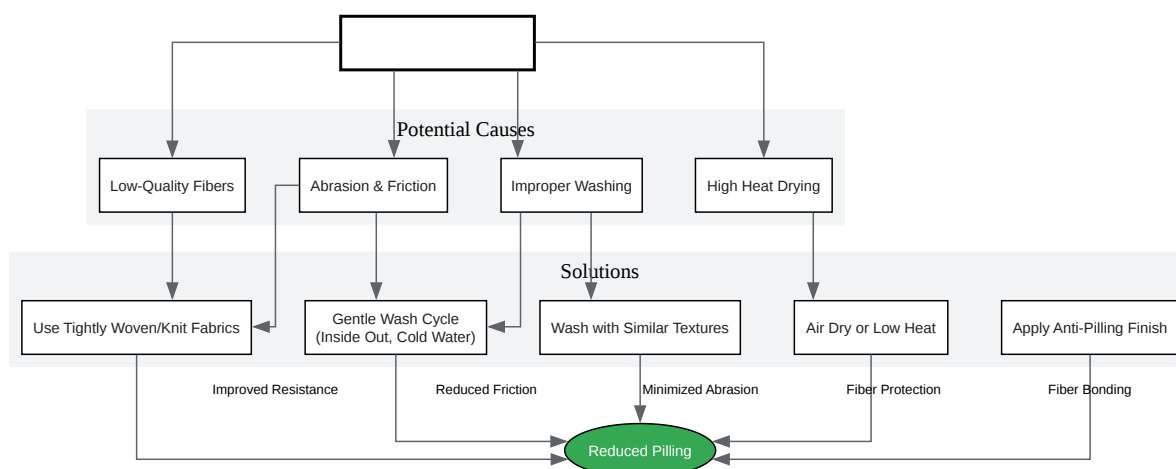 Potential Causes
Low-Quality Fibers
Abrasion & Friction
Improper Washing
High Heat Drying
Solutions
Use Tightly Woven/Knit Fabrics
Gentle Wash Cycle
(Inside Out, Cold Water)
Wash with Similar Textures
Air Dry or Low Heat
Apply Anti-Pilling Finish
Improved Resistance
Reduced Friction
Minimized Abrasion
Fiber Protection
Fiber Bonding
Reduced Pilling